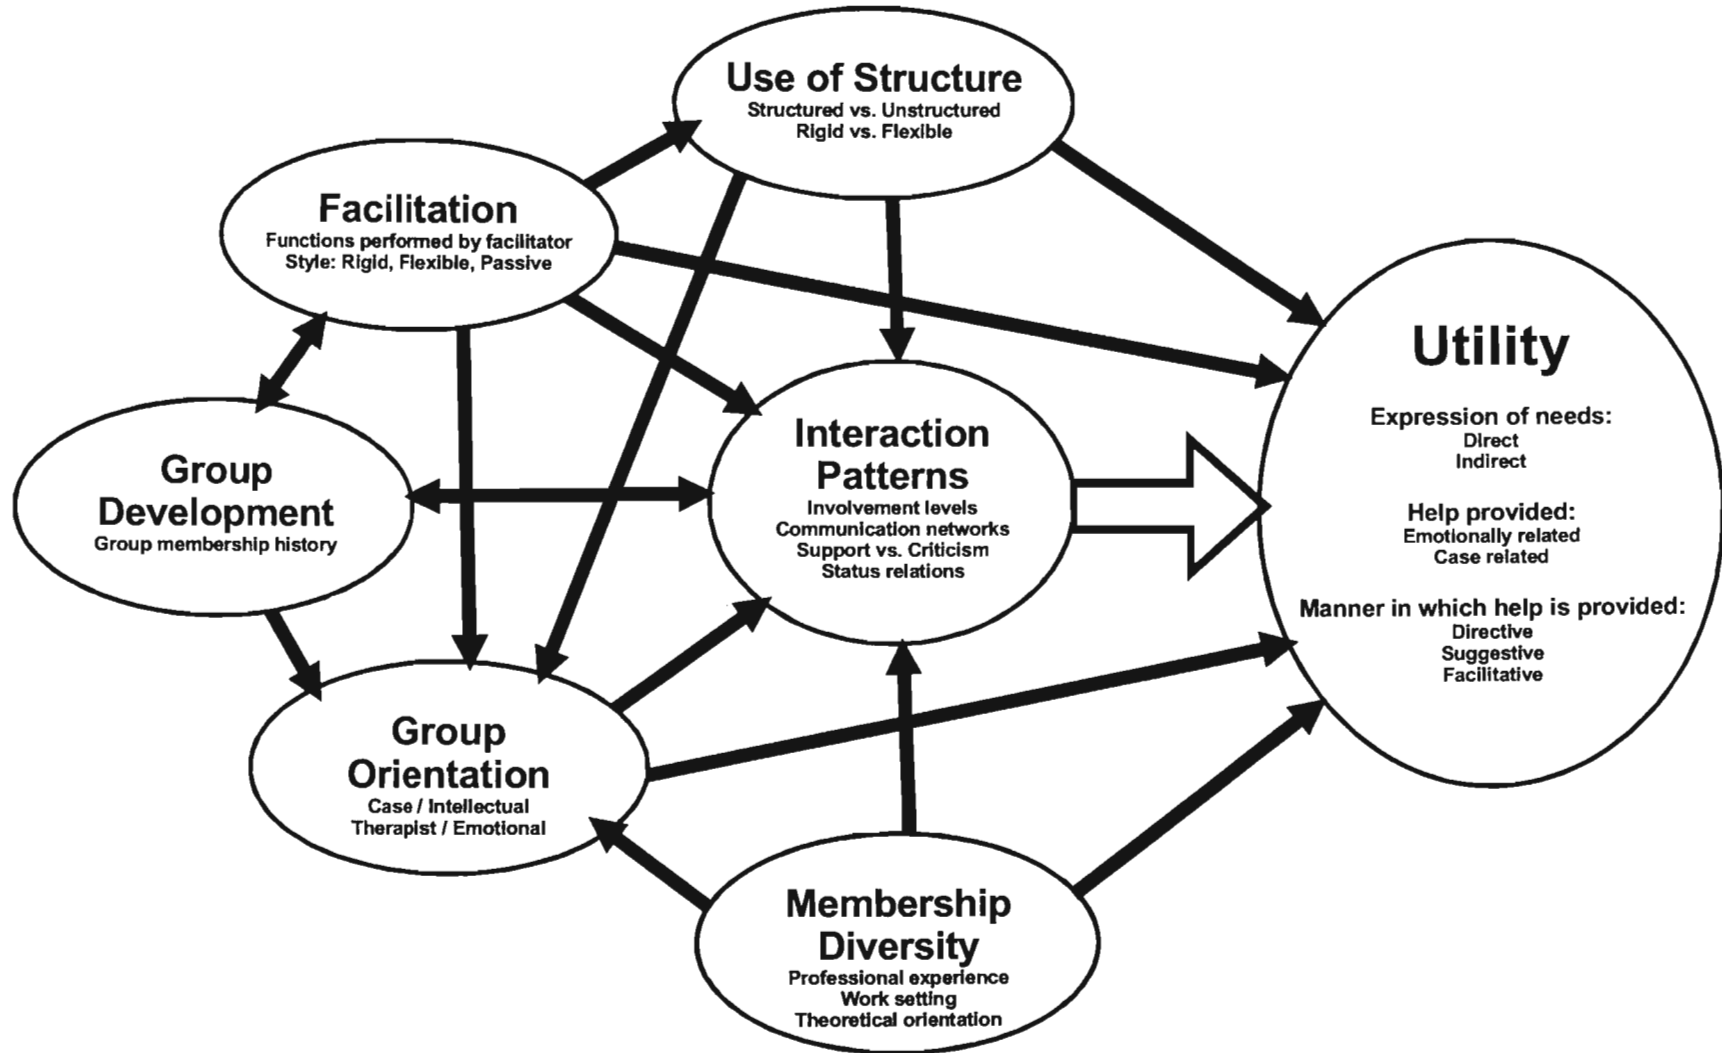 Use of Structure
Structured vs. Unstructured
Rigid vs. Flexible
Facilitation
Functions performed by facilitator
Style: Rigid, Flexible, Passive
Utility
Expression of needs:
Direct
Indirect
Help provided:
Emotionally related
Case related
Manner in which help is provided:
Directive
Suggestive
Facilitative
Interaction
Patterns
Involvement levels
Communication networks
Support vs. Criticism
Status relations
Group
Development
Group membership history
Group
Orientation
Case / Intellectual
Therapist / Emotional
Membership
Diversity
Professional experience
Work setting
Theoretical orientation